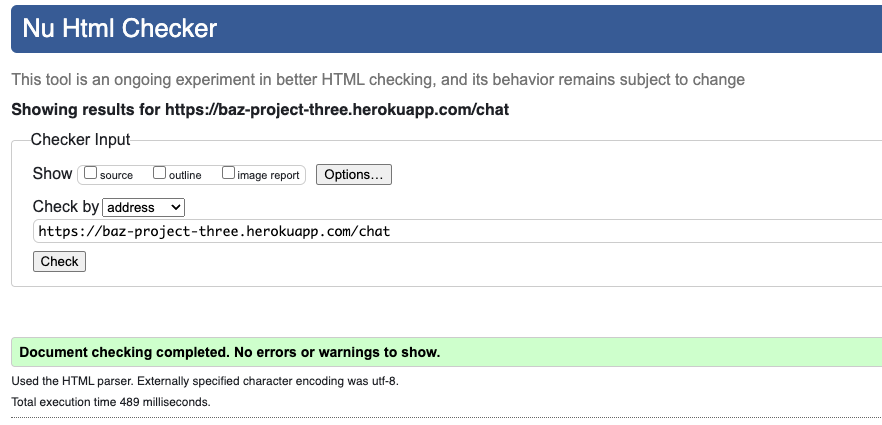 Nu Html Checker
This tool is an ongoing experiment in better HTML checking, and its behavior remains subject to change
Showing results for https://baz-project-three.herokuapp.com/chat
Checker Input
Show source outline image report Options...
Check by address
https://baz-project-three.herokuapp.com/chat
Check
Document checking completed. No errors or warnings to show.
Used the HTML parser. Externally specified character encoding was utf-8.
Total execution time 489 milliseconds.